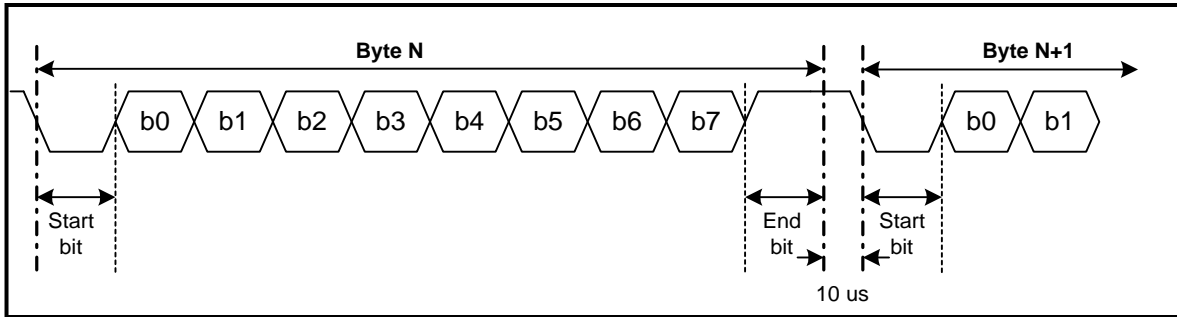 Byte N
Byte N+1
b0 b1 b2 b3 b4 b5 b6 b7 b0 b1
Start bit
End bit
Start bit
10 us